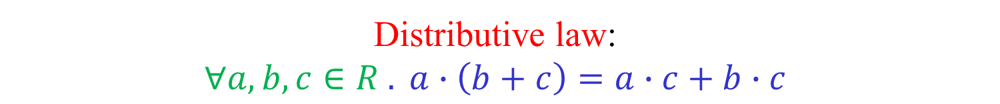 Distributive law:
∀a, b, c ∈ R . a · (b + c) = a · c + b · c